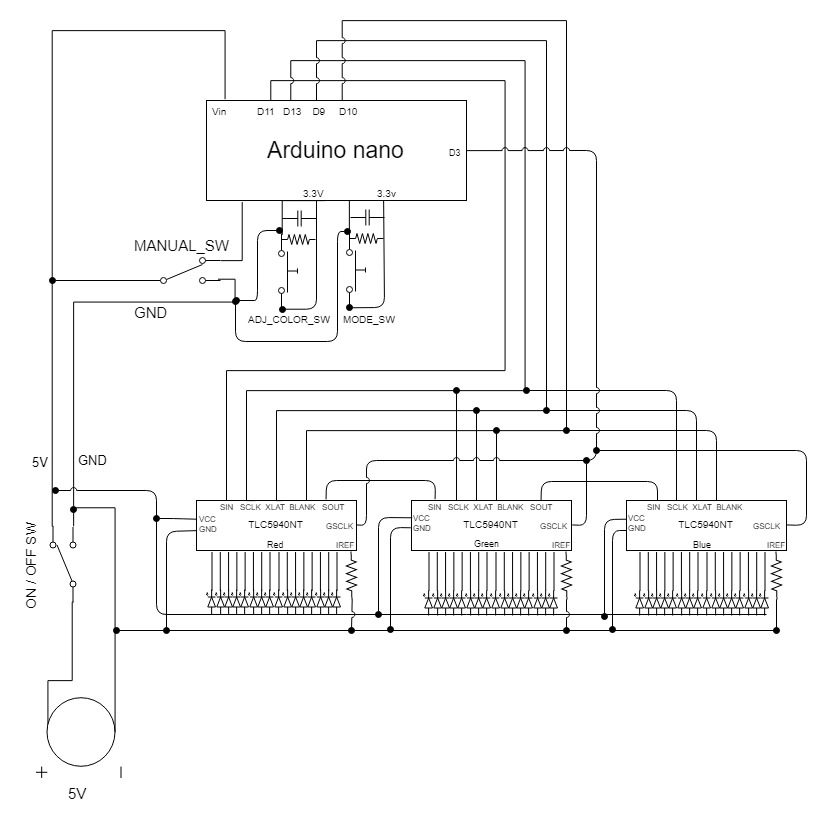 Vin D11 D13 D9 D10
Arduino nano
D3
3.3V 3.3v
MANUAL_SW
GND
ADJ_COLOR_SW MODE_SW
5V GND
ON / OFF SW
SIN SCLK XLAT BLANK SOUT
VCC
GND
TLC5940NT
GSCLK
Red
IREF
SIN SCLK XLAT BLANK SOUT
VCC
GND
TLC5940NT
GSCLK
Green
IREF
SIN SCLK XLAT BLANK
VCC
GND
TLC5940NT
GSCLK
Blue
IREF
+ |
5V